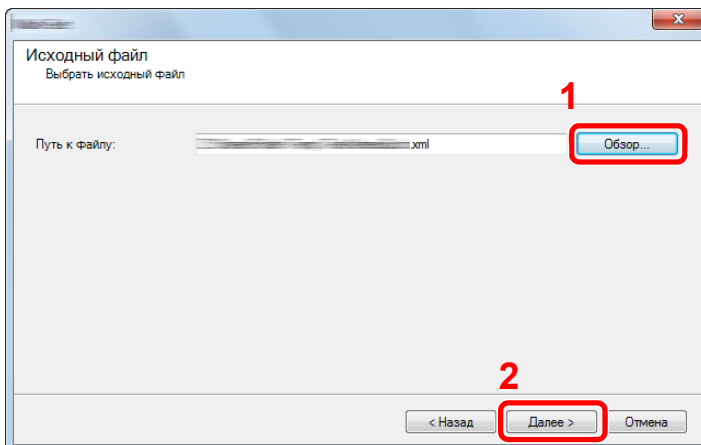 Исходный файл
Выбрать исходный файл
1
Путь к файлу: .xml Обзор...
2
< Назад Далее > Отмена